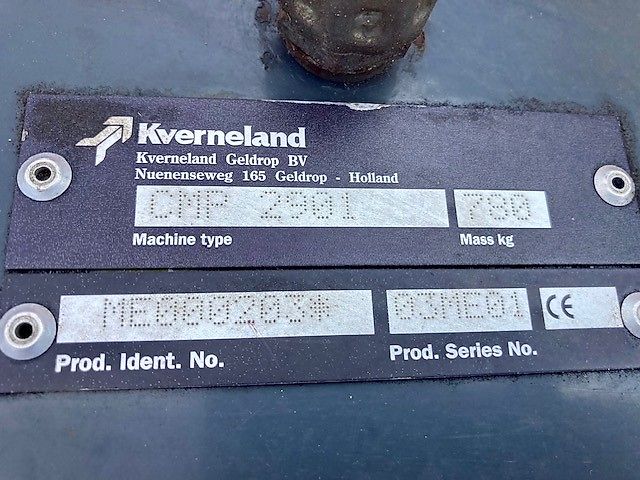 Kverneland
Kverneland Geldrop BV
Nuenenseweg 165 Geldrop - Holland
CMP 2901 780
Machine type Mass kg
ME0000203* 03ME01 CE
Prod. Ident. No. Prod. Series No.